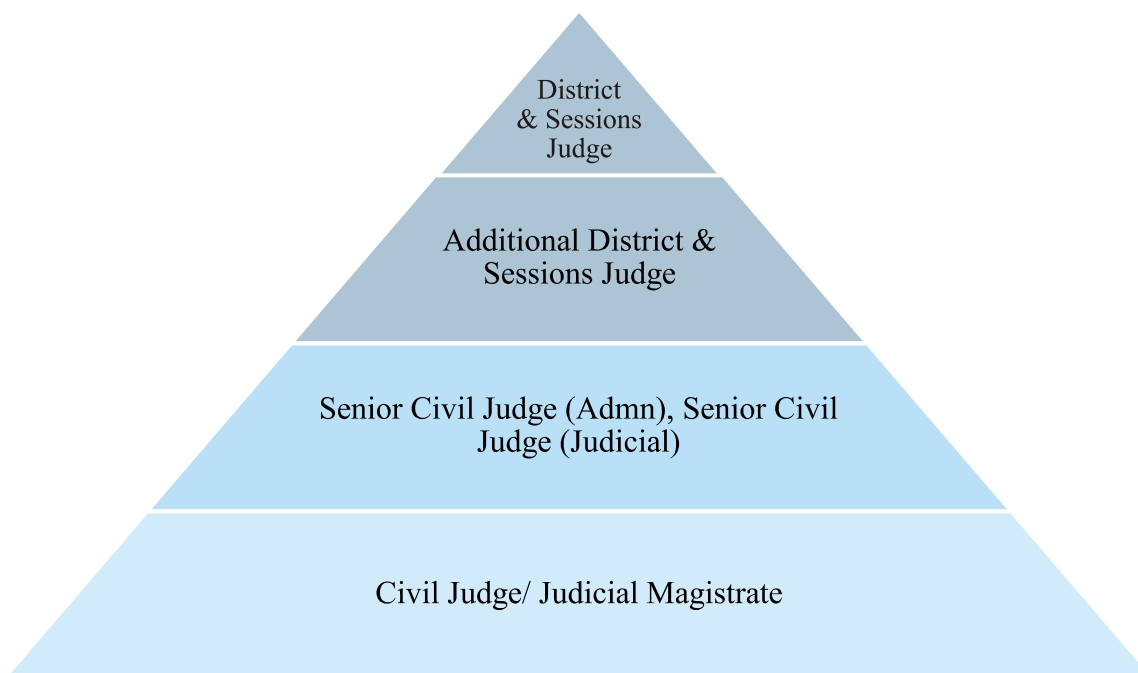 District
& Sessions
Judge
Additional District &
Sessions Judge
Senior Civil Judge (Admn), Senior Civil
Judge (Judicial)
Civil Judge/ Judicial Magistrate